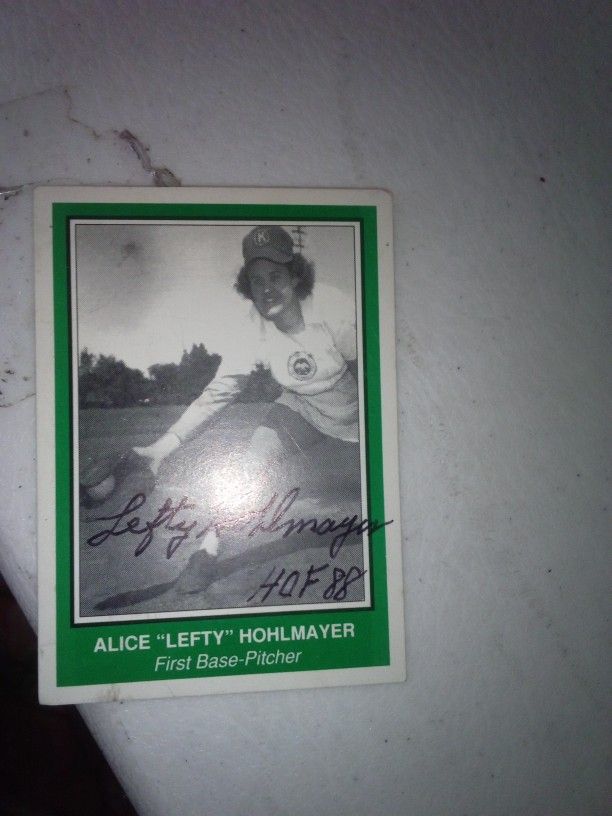 K
Lefty Hohlmayer
HOF 88
ALICE “LEFTY” HOHLMAYER
First Base-Pitcher